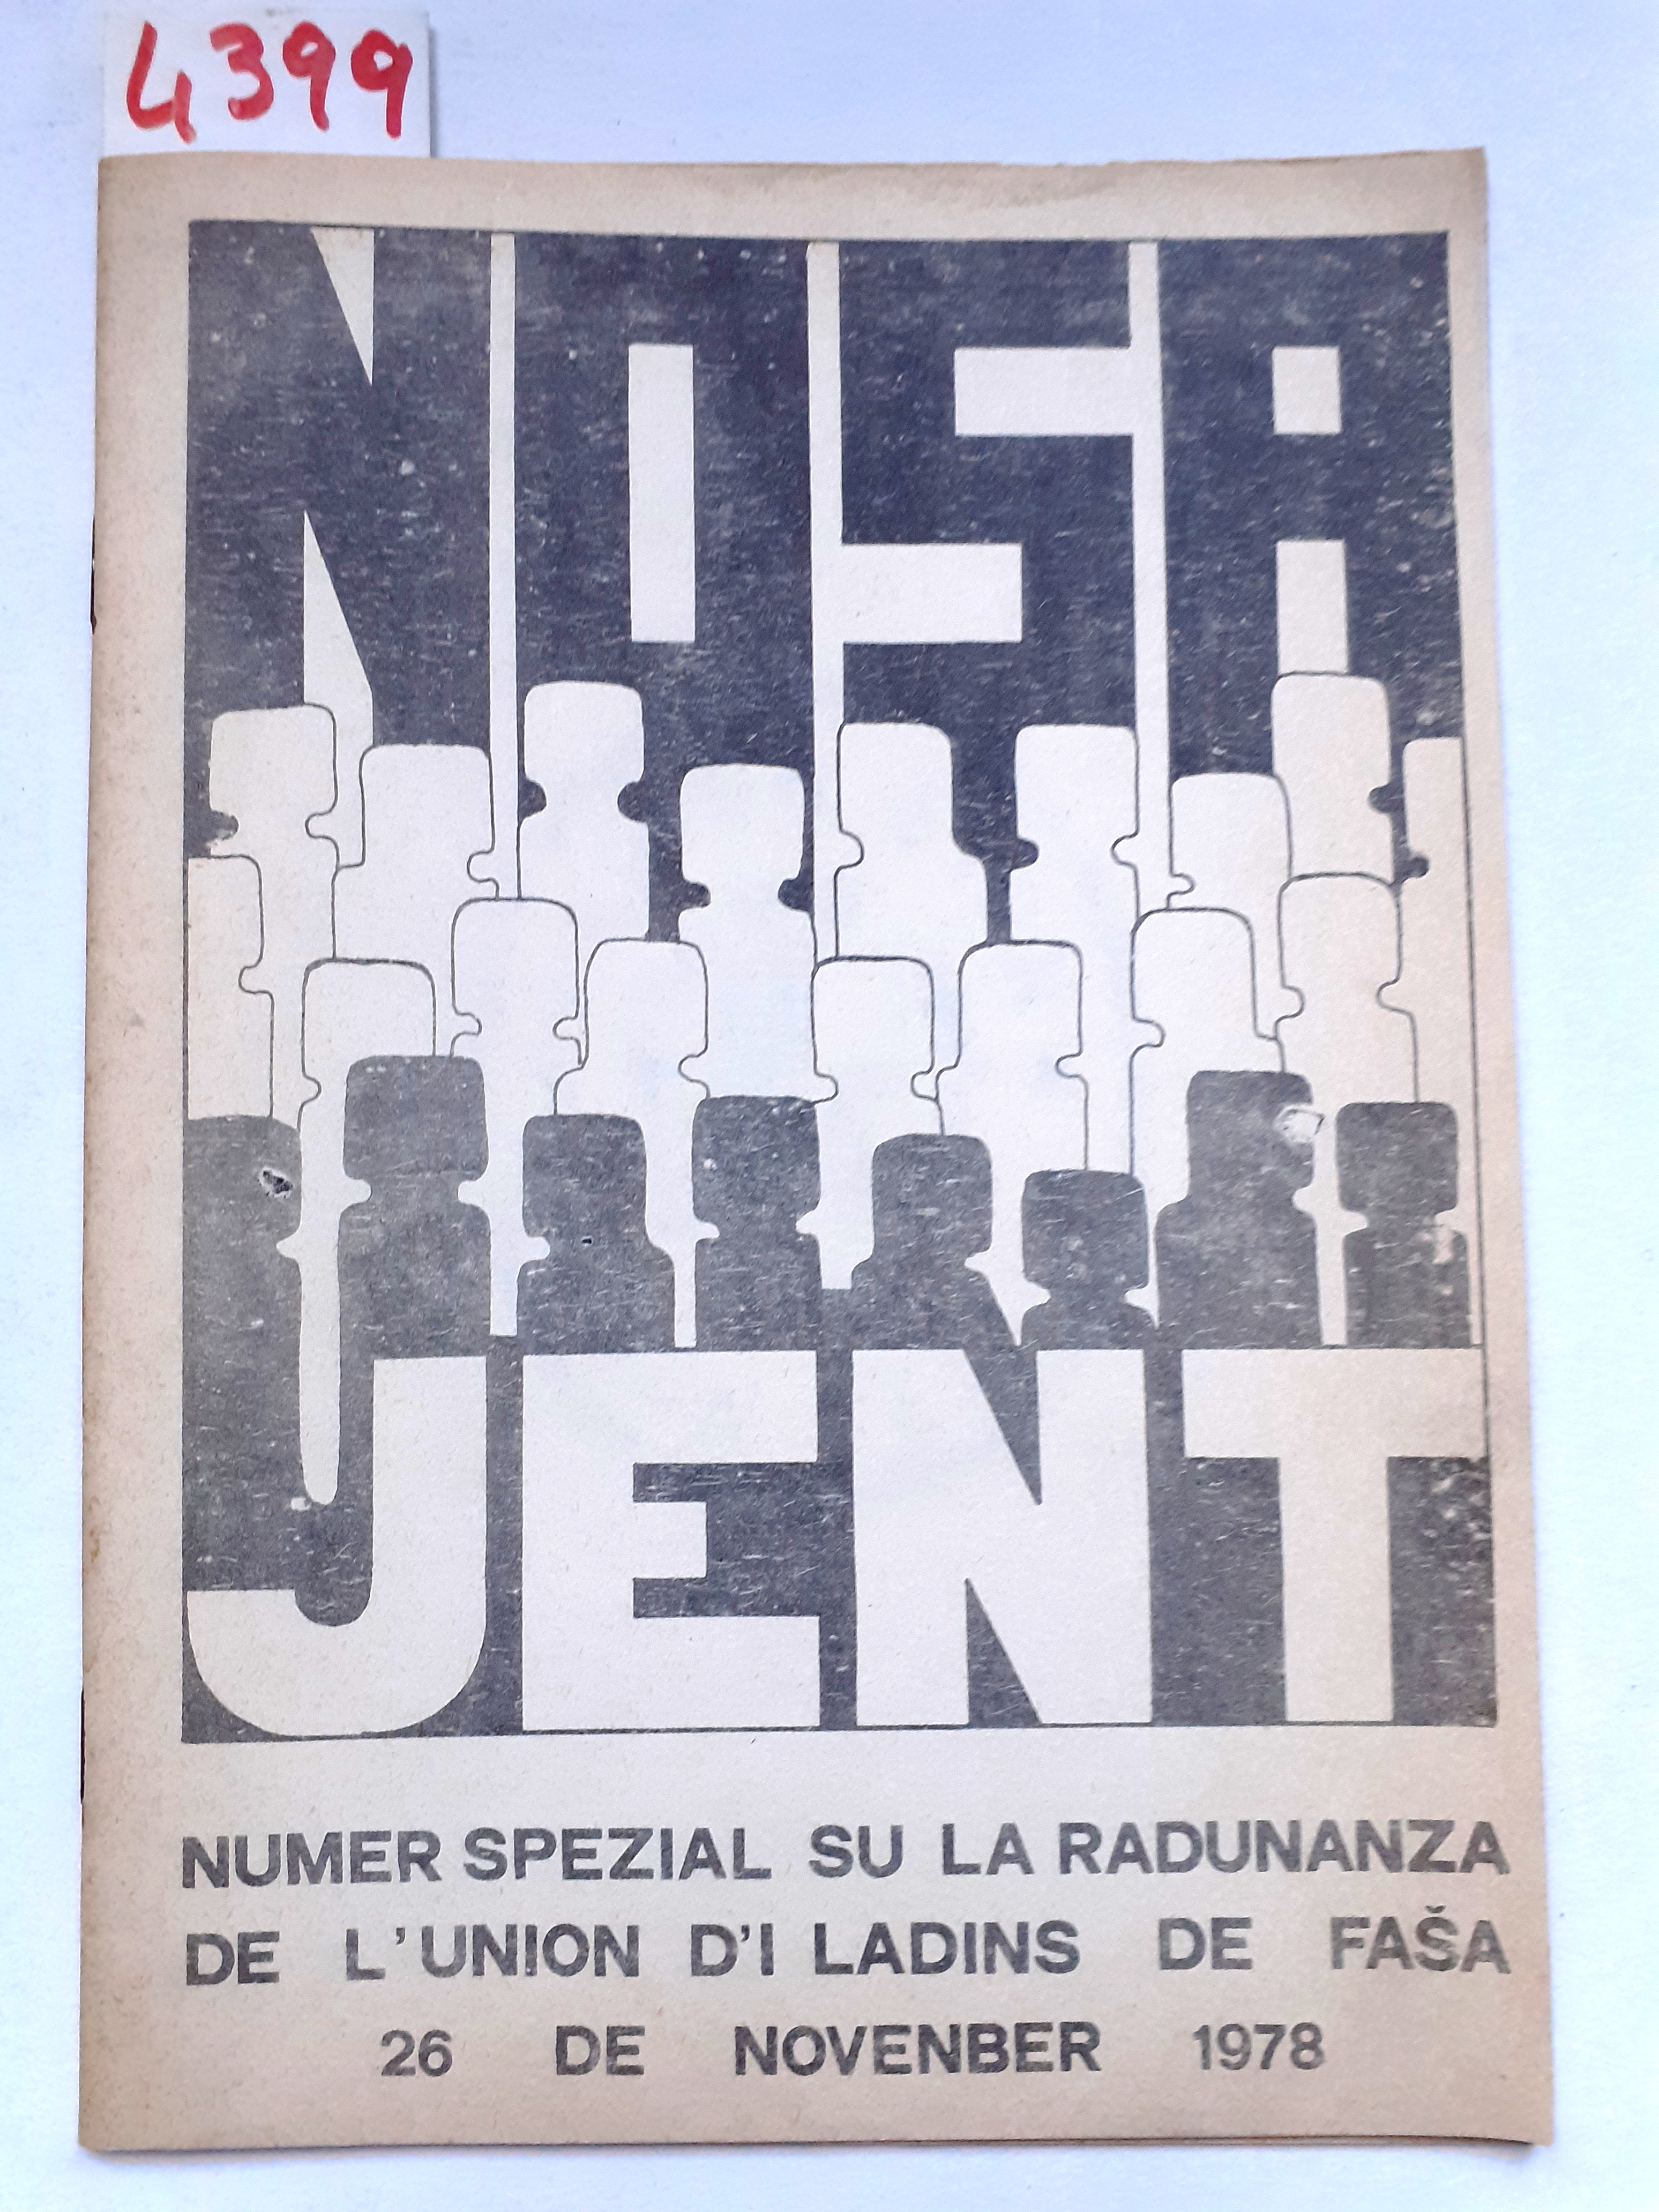 4399
NOSA
JENT
NUMER SPEZIAL SU LA RADUNANZA
DE L'UNION D'I LADINS DE FAŠA
26 DE NOVENBER 1978